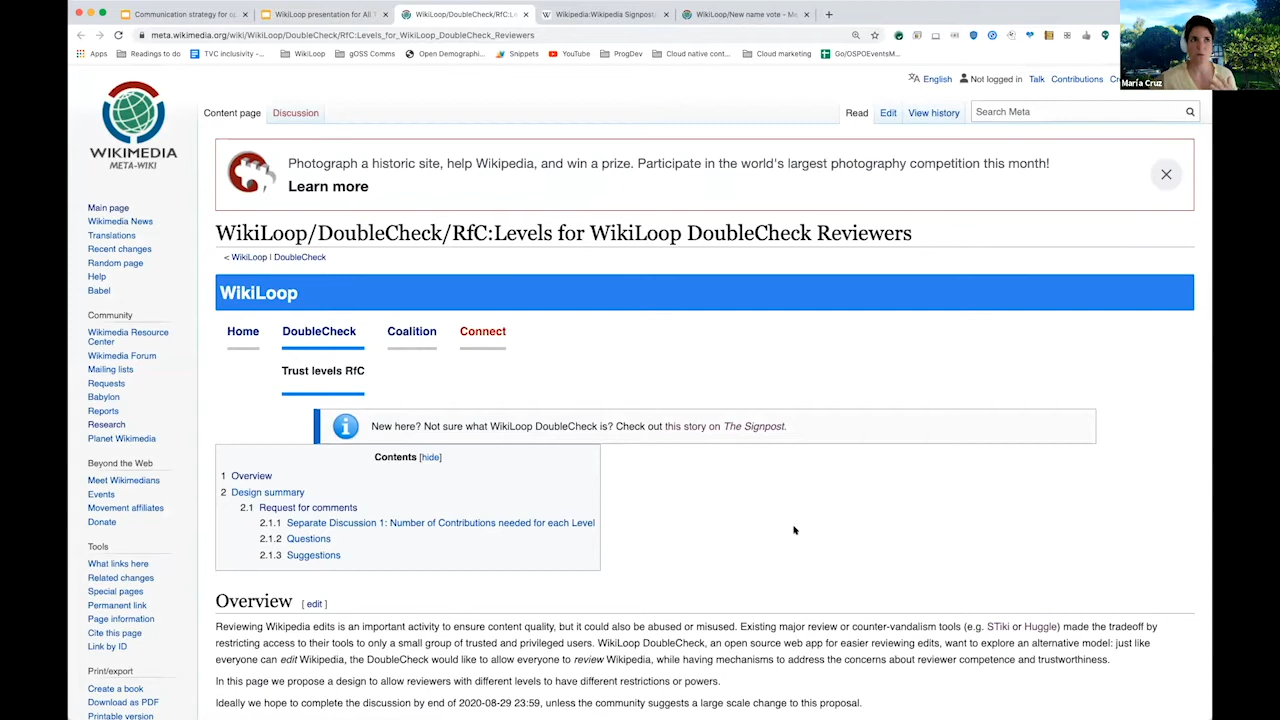 Communication strategy for op
WikiLoop presentation for All T
WikiLoop/DoubleCheck/RfC:Le
Wikipedia:Wikipedia Signpost/
WikiLoop/New name vote - Me
meta.wikimedia.org/wiki/WikiLoop/DoubleCheck/RfC:Levels_for_WikiLoop_DoubleCheck_Reviewers
Apps
Readings to do
TVC inclusivity -...
WikiLoop
gOSS Comms
Open Demographi...
Snippets
YouTube
ProgDev
Cloud native cont...
Cloud marketing
Go/OSPOEventsM...
María Cruz
English
Not logged in
Talk
Contributions
WIKIMEDIA
META-WIKI
Content page
Discussion
Read
Edit
View history
Search Meta
Photograph a historic site, help Wikipedia, and win a prize. Participate in the world's largest photography competition this month!
Learn more
Main page
Wikimedia News
Translations
Recent changes
Random page
Help
Babel
Community
Wikimedia Resource
Center
Wikimedia Forum
Mailing lists
Requests
Babylon
Reports
Research
Planet Wikimedia
Beyond the Web
Meet Wikimedians
Events
Movement affiliates
Donate
Tools
What links here
Related changes
Special pages
Permanent link
Page information
Cite this page
Link by ID
Print/export
Create a book
Download as PDF
Printable version
WikiLoop/DoubleCheck/RfC:Levels for WikiLoop DoubleCheck Reviewers
< WikiLoop | DoubleCheck
WikiLoop
Home
DoubleCheck
Coalition
Connect
Trust levels RfC
New here? Not sure what WikiLoop DoubleCheck is? Check out this story on The Signpost.
Contents [hide]
1 Overview
2 Design summary
2.1 Request for comments
2.1.1 Separate Discussion 1: Number of Contributions needed for each Level
2.1.2 Questions
2.1.3 Suggestions
Overview [ edit ]
Reviewing Wikipedia edits is an important activity to ensure content quality, but it could also be abused or misused. Existing major review or counter-vandalism tools (e.g. STiki or Huggle) made the tradeoff by
restricting access to their tools to only a small group of trusted and privileged users. WikiLoop DoubleCheck, an open source web app for easier reviewing edits, want to explore an alternative model: just like
everyone can edit Wikipedia, the DoubleCheck would like to allow everyone to review Wikipedia, while having mechanisms to address the concerns about reviewer competence and trustworthiness.
In this page we propose a design to allow reviewers with different levels to have different restrictions or powers.
Ideally we hope to complete the discussion by end of 2020-08-29 23:59, unless the community suggests a large scale change to this proposal.